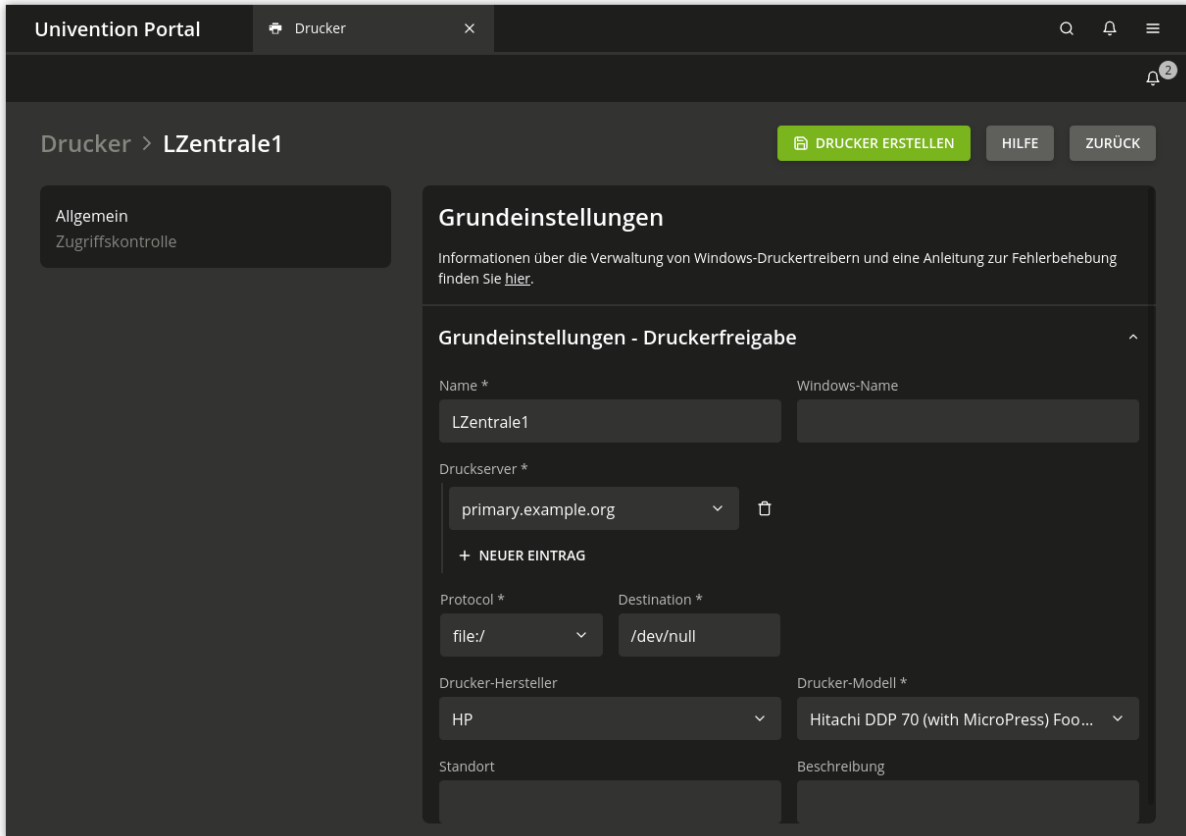 Univention Portal
Drucker
2
Drucker > LZentrale1
DRUCKER ERSTELLEN
HILFE
ZURÜCK
Allgemein
Zugriffskontrolle
Grundeinstellungen
Informationen über die Verwaltung von Windows-Druckertreibern und eine Anleitung zur Fehlerbehebung
finden Sie hier.
Grundeinstellungen - Druckerfreigabe
Name *
Windows-Name
LZentrale1
Druckserver *
primary.example.org
+ NEUER EINTRAG
Protocol *
Destination *
file:/
/dev/null
Drucker-Hersteller
Drucker-Modell *
HP
Hitachi DDP 70 (with MicroPress) Foo...
Standort
Beschreibung